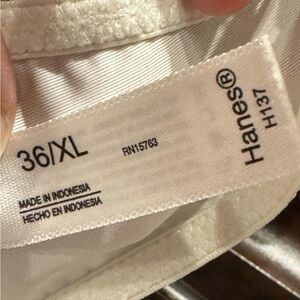 36/XL
RN15763
MADE IN INDONESIA
HECHO EN INDONESIA
Hanes®
H137